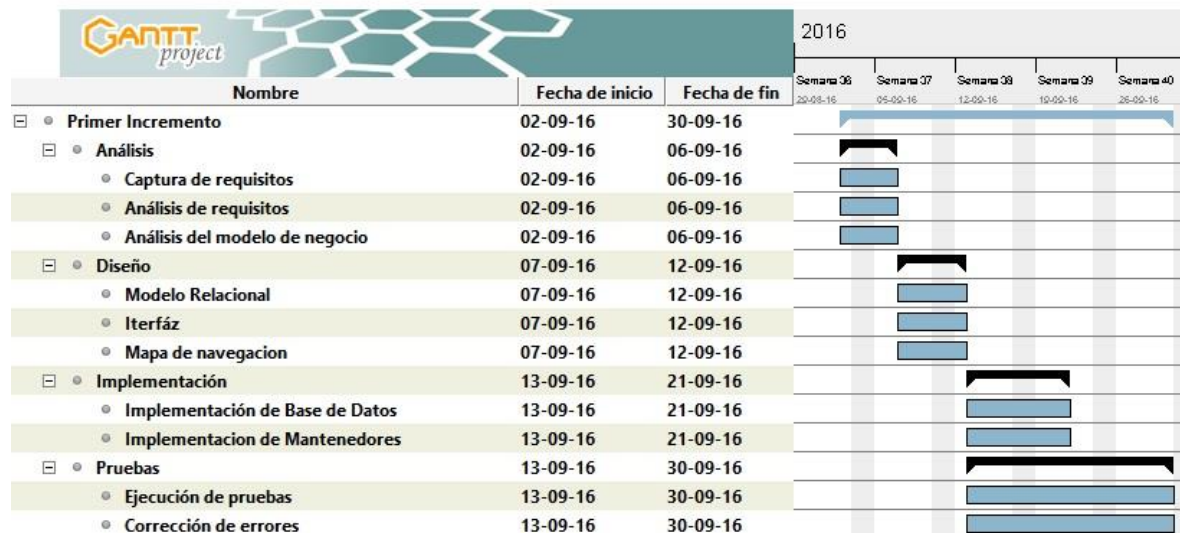 GANTT
project
2016
Semana 36 Semana 37 Semana 38 Semana 39 Semana 40
29-08-16 05-09-16 12-09-16 19-09-16 26-09-16
Nombre Fecha de inicio Fecha de fin
Primer Incremento 02-09-16 30-09-16
Análisis 02-09-16 06-09-16
Captura de requisitos 02-09-16 06-09-16
Análisis de requisitos 02-09-16 06-09-16
Análisis del modelo de negocio 02-09-16 06-09-16
Diseño 07-09-16 12-09-16
Modelo Relacional 07-09-16 12-09-16
Iterfáz 07-09-16 12-09-16
Mapa de navegacion 07-09-16 12-09-16
Implementación 13-09-16 21-09-16
Implementación de Base de Datos 13-09-16 21-09-16
Implementacion de Mantenedores 13-09-16 21-09-16
Pruebas 13-09-16 30-09-16
Ejecución de pruebas 13-09-16 30-09-16
Corrección de errores 13-09-16 30-09-16